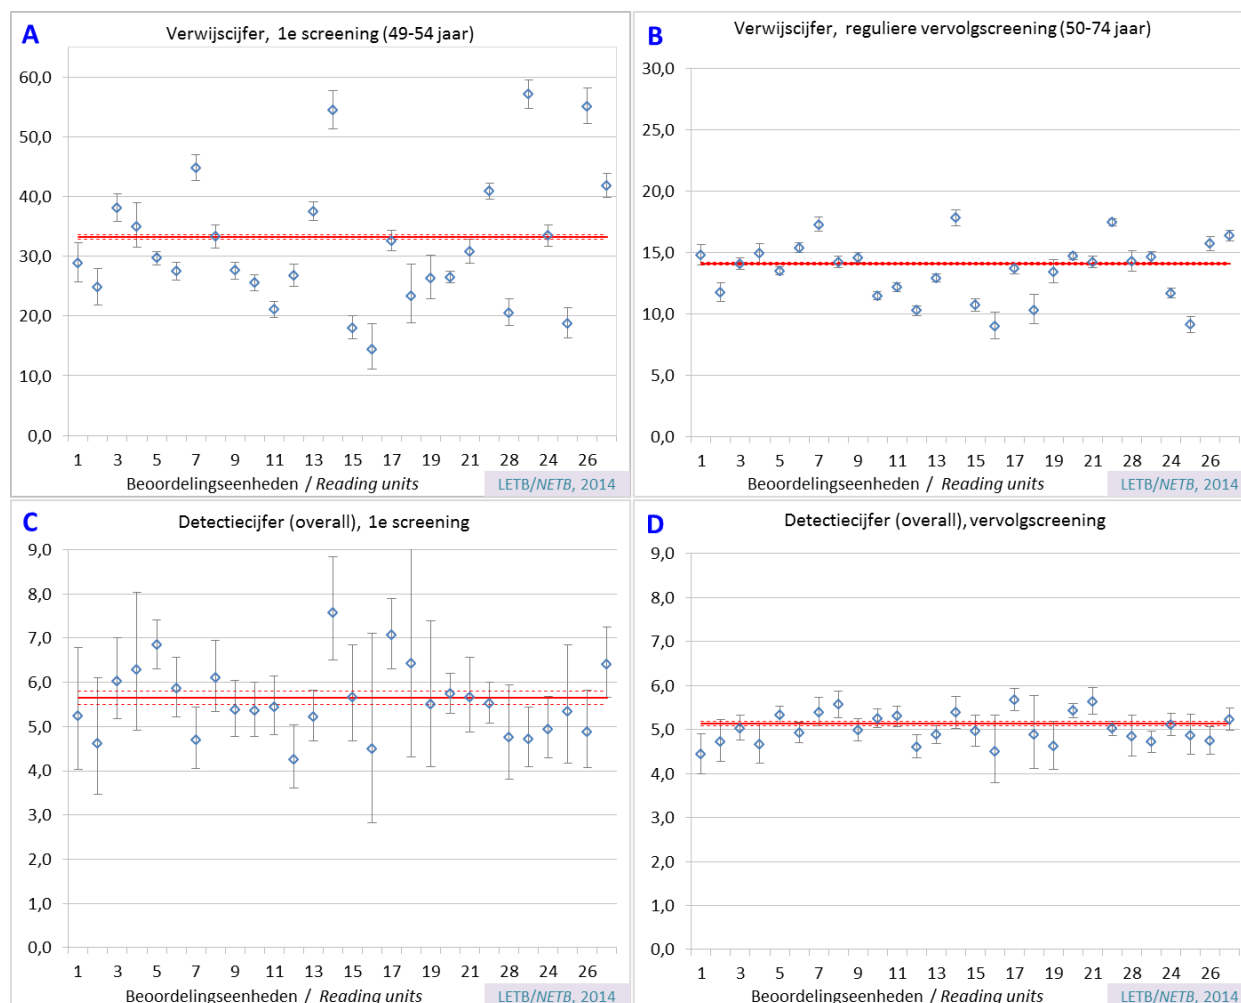 A
Verwijscijfer, 1e screening (49-54 jaar)
60,0
50,0
40,0
30,0
20,0
10,0
0,0
1 3 5 7 9 11 13 15 17 19 21 28 24 26
Beoordelingseenheden / Reading units
LETB/NETB, 2014
B
Verwijscijfer, reguliere vervolgscreening (50-74 jaar)
30,0
25,0
20,0
15,0
10,0
5,0
0,0
1 3 5 7 9 11 13 15 17 19 21 28 24 26
Beoordelingseenheden / Reading units
LETB/NETB, 2014
C
Detectiecijfer (overall), 1e screening
9,0
8,0
7,0
6,0
5,0
4,0
3,0
2,0
1,0
0,0
1 3 5 7 9 11 13 15 17 19 21 28 24 26
Beoordelingseenheden / Reading units
LETB/NETB, 2014
D
Detectiecijfer (overall), vervolgscreening
9,0
8,0
7,0
6,0
5,0
4,0
3,0
2,0
1,0
0,0
1 3 5 7 9 11 13 15 17 19 21 28 24 26
Beoordelingseenheden / Reading units
LETB/NETB, 2014